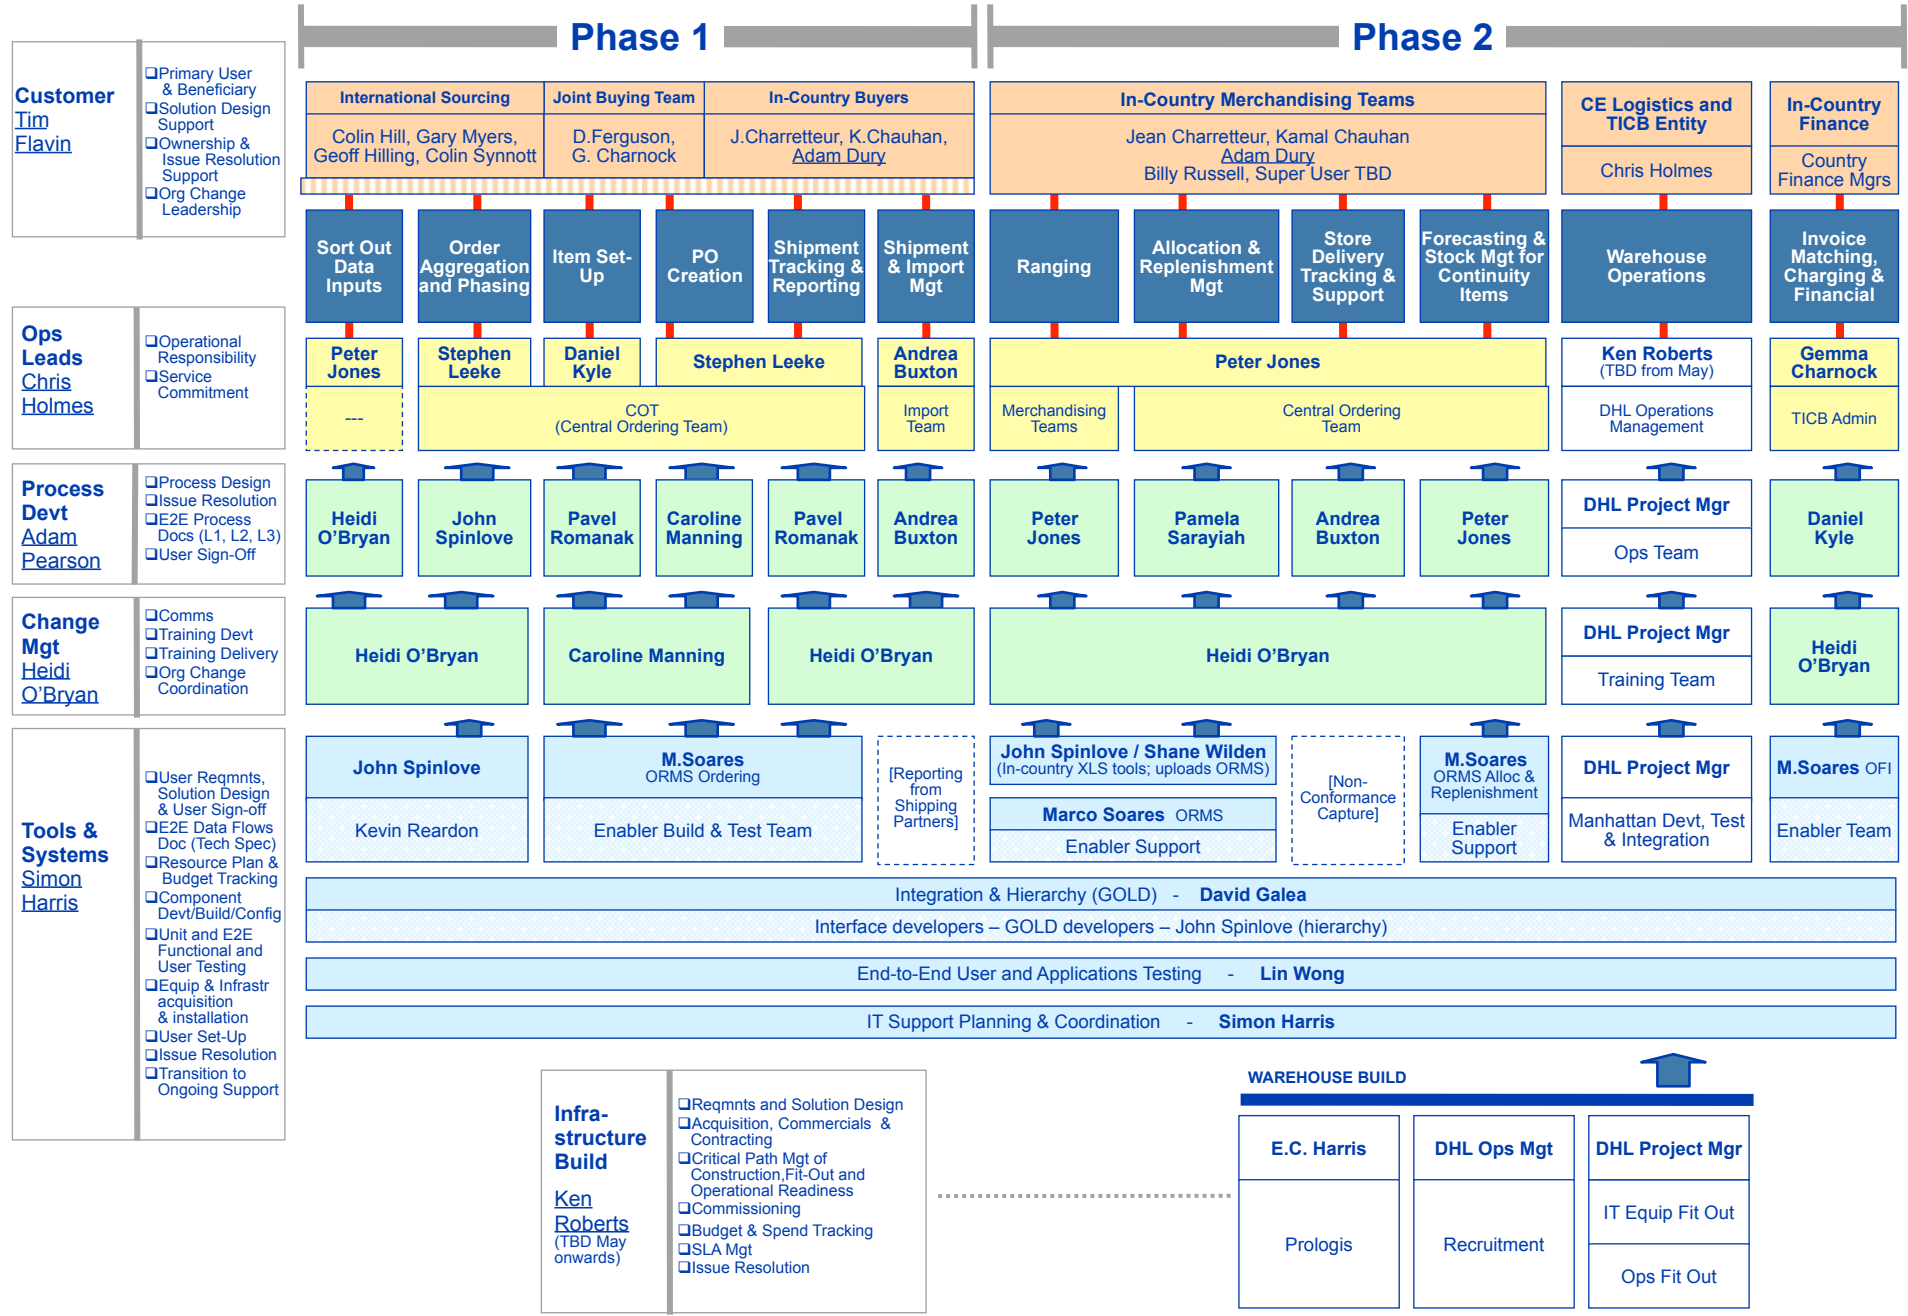 Phase 1
Phase 2
Customer
Tim
Flavin
❑Primary User
& Beneficiary
❑Solution Design
Support
❑Ownership &
Issue Resolution
Support
❑Org Change
Leadership
International Sourcing
Colin Hill, Gary Myers,
Geoff Hilling, Colin Synnott
Joint Buying Team
D.Ferguson,
G. Charnock
In-Country Buyers
J.Charretteur, K.Chauhan,
Adam Dury
In-Country Merchandising Teams
Jean Charretteur, Kamal Chauhan
Adam Dury
Billy Russell, Super User TBD
CE Logistics and
TICB Entity
Chris Holmes
In-Country
Finance
Country
Finance Mgrs
Sort Out
Data
Inputs
Order
Aggregation
and Phasing
Item Set-
Up
PO
Creation
Shipment
Tracking &
Reporting
Shipment
& Import
Mgt
Ranging
Allocation &
Replenishment
Mgt
Store
Delivery
Tracking &
Support
Forecasting &
Stock Mgt for
Continuity
Items
Warehouse
Operations
Invoice
Matching,
Charging &
Financial
Ops
Leads
Chris
Holmes
❑Operational
Responsibility
❑Service
Commitment
Peter
Jones
Stephen
Leeke
Daniel
Kyle
Stephen Leeke
Andrea
Buxton
Peter Jones
Ken Roberts
(TBD from May)
Gemma
Charnock
---
COT
(Central Ordering Team)
Import
Team
Merchandising
Teams
Central Ordering
Team
DHL Operations
Management
TICB Admin
Process
Devt
Adam
Pearson
❑Process Design
❑Issue Resolution
❑E2E Process
Docs (L1, L2, L3)
❑User Sign-Off
Heidi
O’Bryan
John
Spinlove
Pavel
Romanak
Caroline
Manning
Pavel
Romanak
Andrea
Buxton
Peter
Jones
Pamela
Sarayiah
Andrea
Buxton
Peter
Jones
DHL Project Mgr
Ops Team
Daniel
Kyle
Change
Mgt
Heidi
O’Bryan
❑Comms
❑Training Devt
❑Training Delivery
❑Org Change
Coordination
Heidi O’Bryan
Caroline Manning
Heidi O’Bryan
Heidi O’Bryan
DHL Project Mgr
Training Team
Heidi
O’Bryan
Tools &
Systems
Simon
Harris
❑User Reqmnts,
Solution Design
& User Sign-off
❑E2E Data Flows
Doc (Tech Spec)
❑Resource Plan &
Budget Tracking
❑Component
Devt/Build/Config
❑Unit and E2E
Functional and
User Testing
❑Equip & Infrastr
acquisition
& installation
❑User Set-Up
❑Issue Resolution
❑Transition to
Ongoing Support
John Spinlove
Kevin Reardon
M.Soares
ORMS Ordering
Enabler Build & Test Team
[Reporting
from
Shipping
Partners]
John Spinlove / Shane Wilden
(In-country XLS tools; uploads ORMS)
Marco Soares ORMS
Enabler Support
[Non-
Conformance
Capture]
M.Soares
ORMS Alloc &
Replenishment
Enabler
Support
DHL Project Mgr
Manhattan Devt, Test
& Integration
M.Soares OFI
Enabler Team
Integration & Hierarchy (GOLD) - David Galea
Interface developers – GOLD developers – John Spinlove (hierarchy)
End-to-End User and Applications Testing - Lin Wong
IT Support Planning & Coordination - Simon Harris
Infra-
structure
Build
Ken
Roberts
(TBD May
onwards)
❑Reqmnts and Solution Design
❑Acquisition, Commercials &
Contracting
❑Critical Path Mgt of
Construction,Fit-Out and
Operational Readiness
❑Commissioning
❑Budget & Spend Tracking
❑SLA Mgt
❑Issue Resolution
WAREHOUSE BUILD
E.C. Harris
Prologis
DHL Ops Mgt
Recruitment
DHL Project Mgr
IT Equip Fit Out
Ops Fit Out